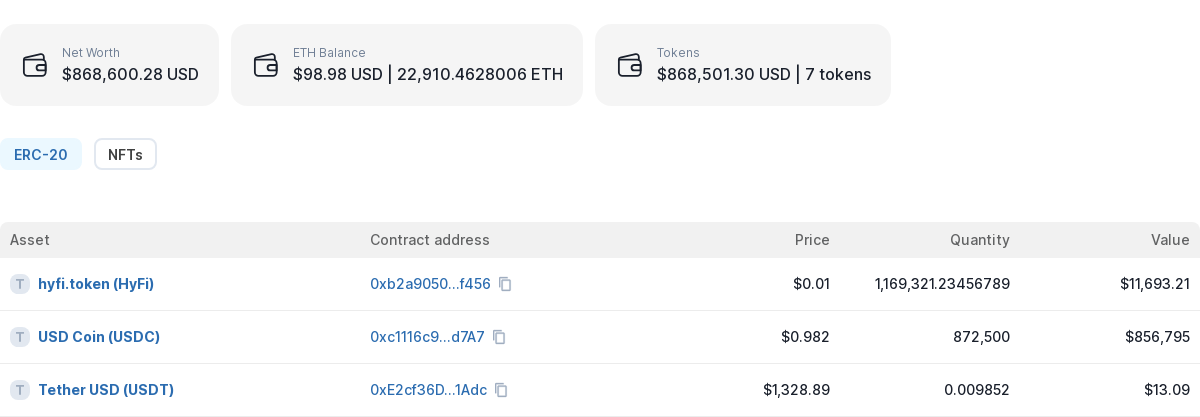 Net Worth
$868,600.28 USD
ETH Balance
$98.98 USD | 22,910.4628006 ETH
Tokens
$868,501.30 USD | 7 tokens
ERC-20 NFTs
Asset Contract address Price Quantity Value
T hyfi.token (HyFi) 0xb2a9050...f456 $0.01 1,169,321.23456789 $11,693.21
T USD Coin (USDC) 0xc1116c9...d7A7 $0.982 872,500 $856,795
T Tether USD (USDT) 0xE2cf36D...1Adc $1,328.89 0.009852 $13.09